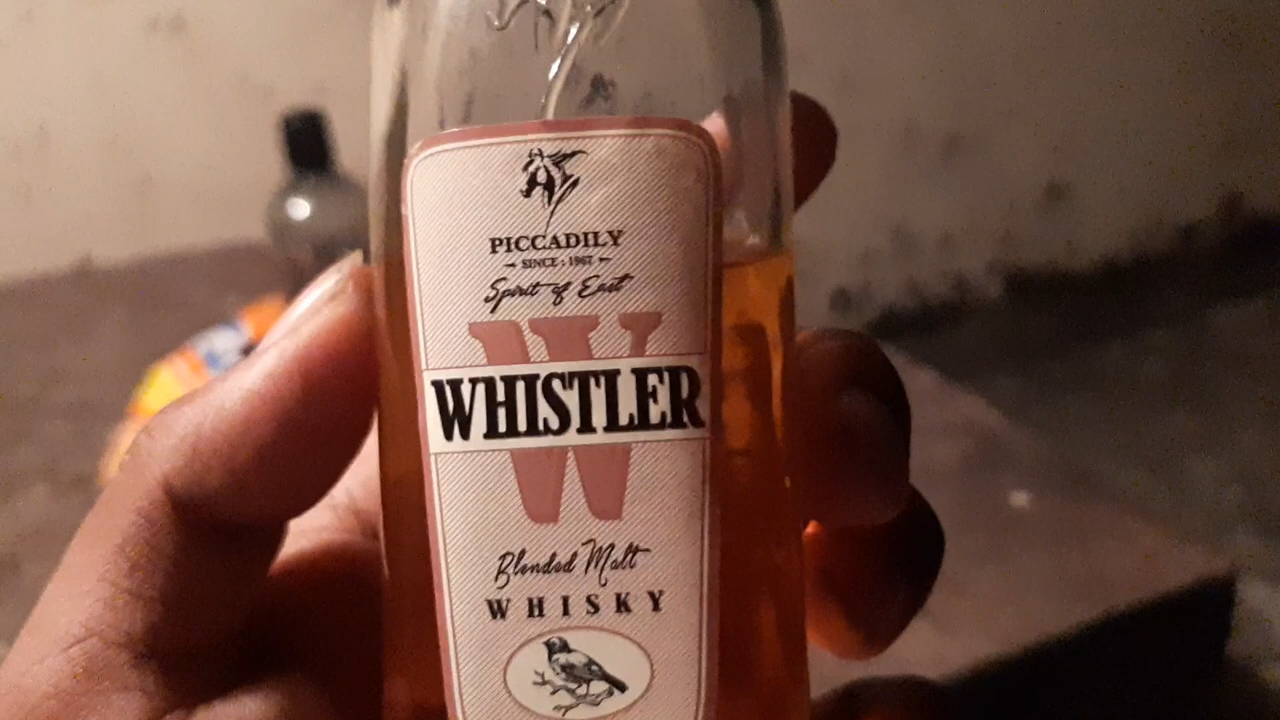 PICCADILY
SINCE : 1967
Spirit of East
W
WHISTLER
Blended Malt
WHISKY